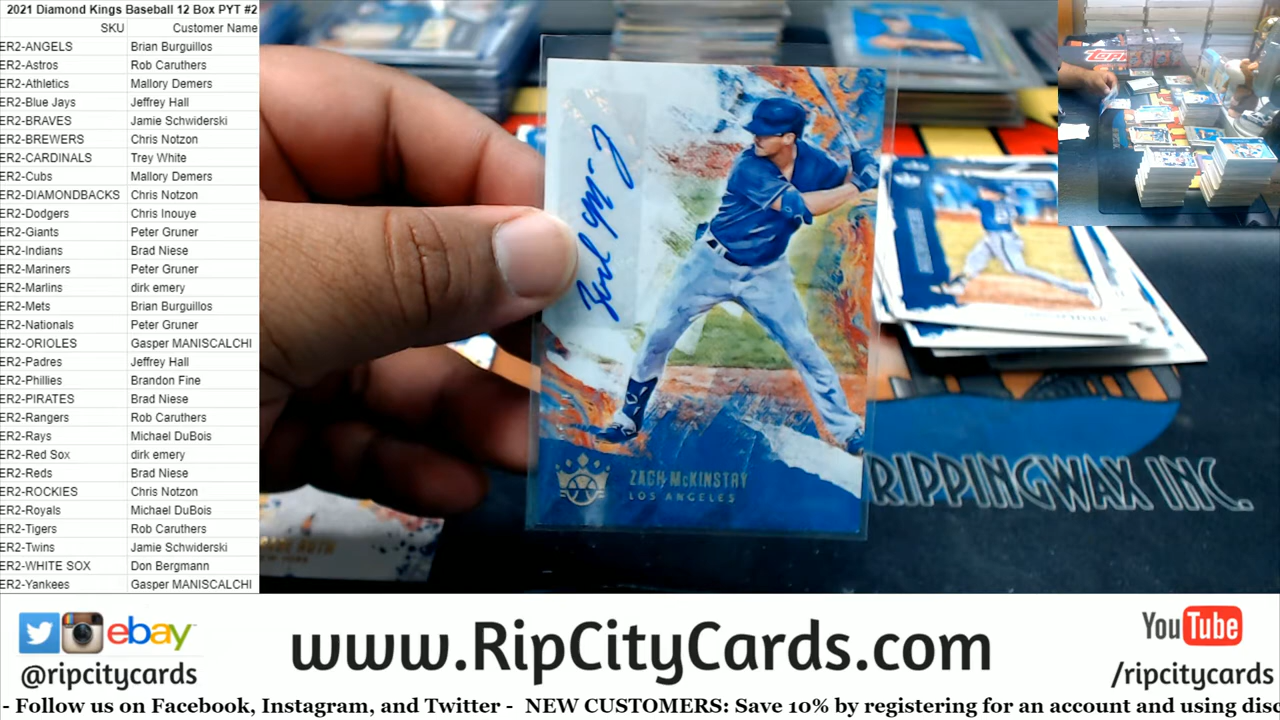 2021 Diamond Kings Baseball 12 Box PYT #2
SKU Customer Name
ER2-ANGELS Brian Burguillos
ER2-Astros Rob Caruthers
ER2-Athletics Mallory Demers
ER2-Blue Jays Jeffrey Hall
ER2-BRAVES Jamie Schwiderski
ER2-BREWERS Chris Notzon
ER2-CARDINALS Trey White
ER2-Cubs Mallory Demers
ER2-DIAMONDBACKS Chris Notzon
ER2-Dodgers Chris Inouye
ER2-Giants Peter Gruner
ER2-Indians Brad Niese
ER2-Mariners Peter Gruner
ER2-Marlins dirk emery
ER2-Mets Brian Burguillos
ER2-Nationals Peter Gruner
ER2-ORIOLES Gasper MANISCALCHI
ER2-Padres Jeffrey Hall
ER2-Phillies Brandon Fine
ER2-PIRATES Brad Niese
ER2-Rangers Rob Caruthers
ER2-Rays Michael DuBois
ER2-Red Sox dirk emery
ER2-Reds Brad Niese
ER2-ROCKIES Chris Notzon
ER2-Royals Michael DuBois
ER2-Tigers Rob Caruthers
ER2-Twins Jamie Schwiderski
ER2-WHITE SOX Don Bergmann
ER2-Yankees Gasper MANISCALCHI
DK
ZACH McKINSTRY
LOS ANGELES
RIPPINGWAX INC.
Topps
ebay
@ripcitycards
www.RipCityCards.com
YouTube
/ripcitycards
- Follow us on Facebook, Instagram, and Twitter - NEW CUSTOMERS: Save 10% by registering for an account and using disc